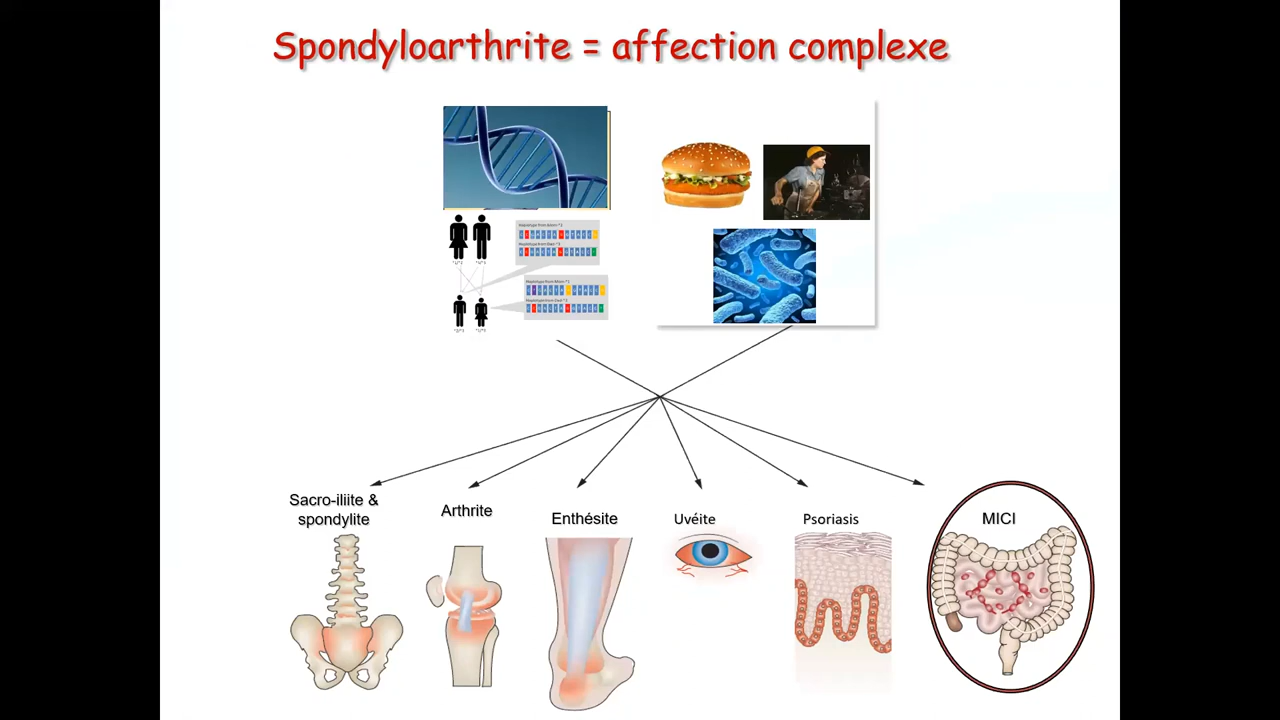 Spondyloarthrite = affection complexe
Sacro-iliite &
spondylite
Arthrite
Enthésite
Uvéite
Psoriasis
MICI